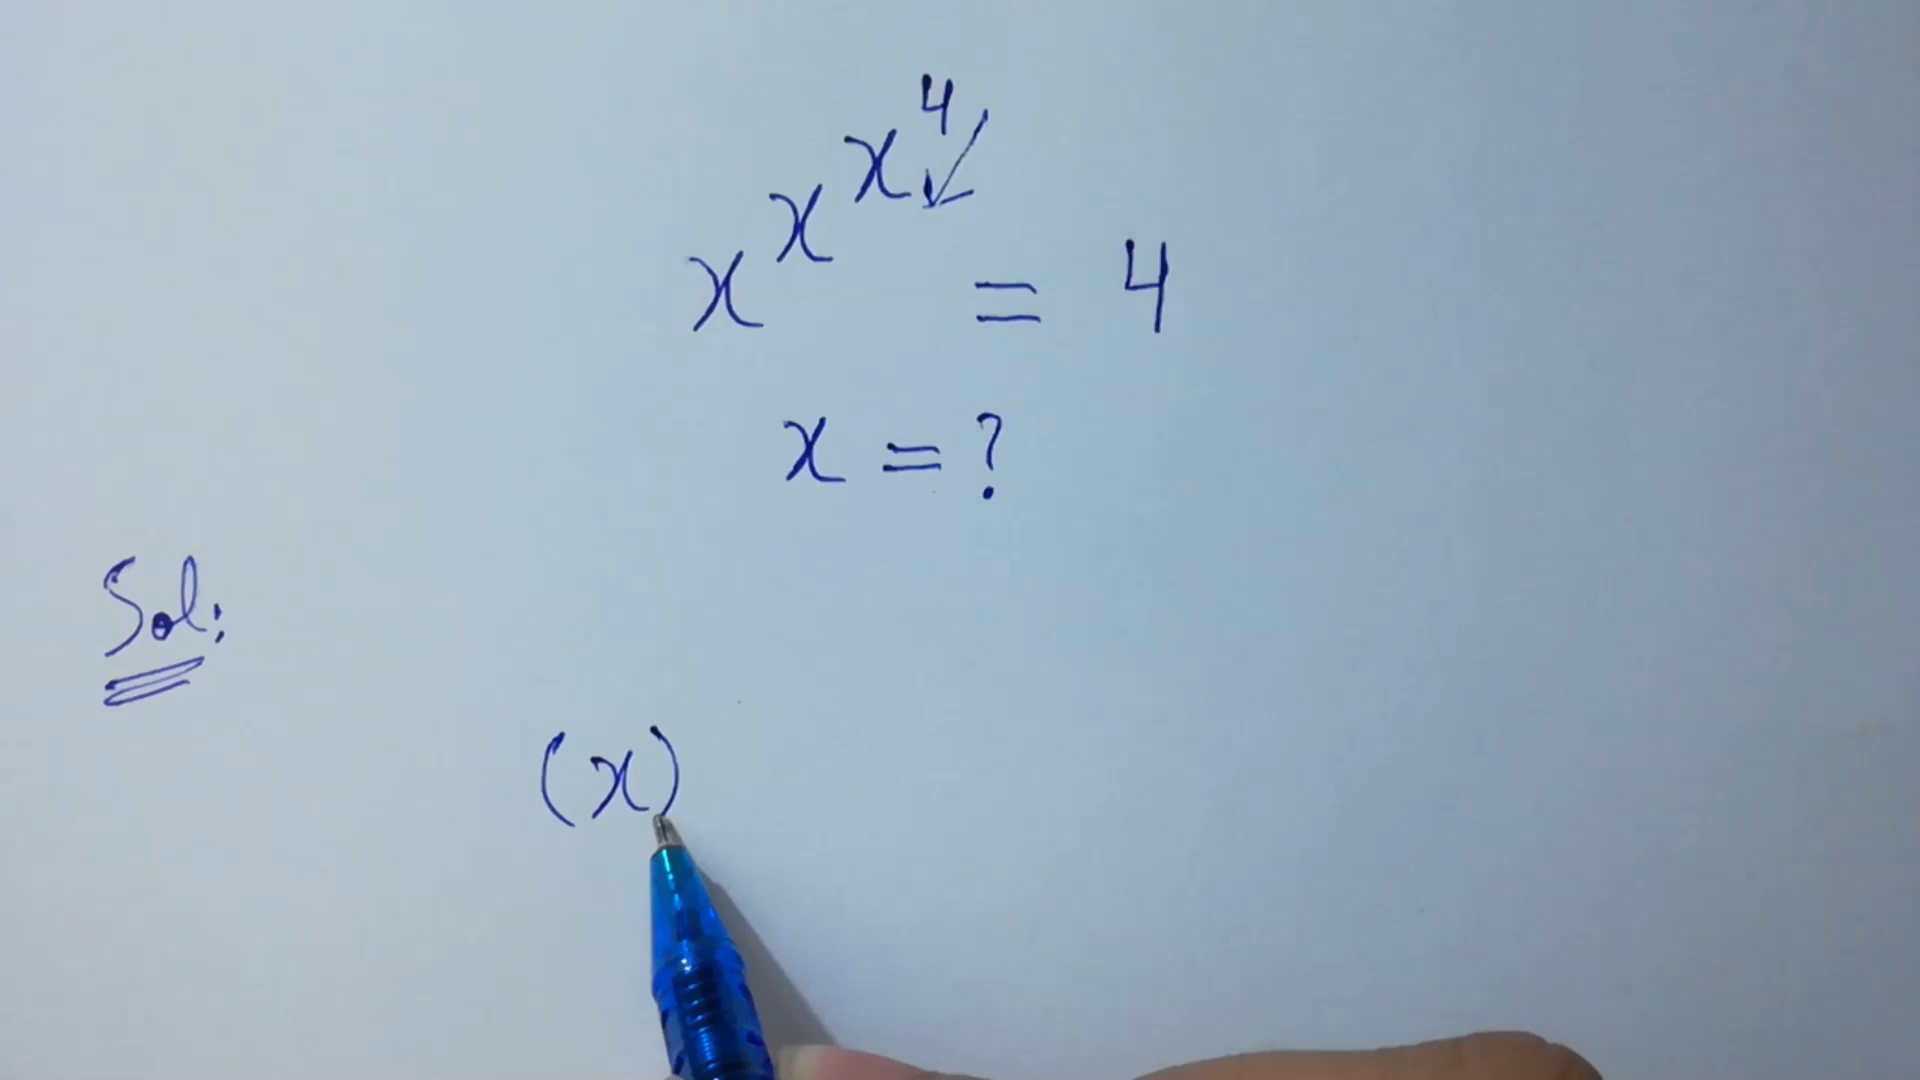 x^x^x^4 = 4
x = ?
Sol:
(x)